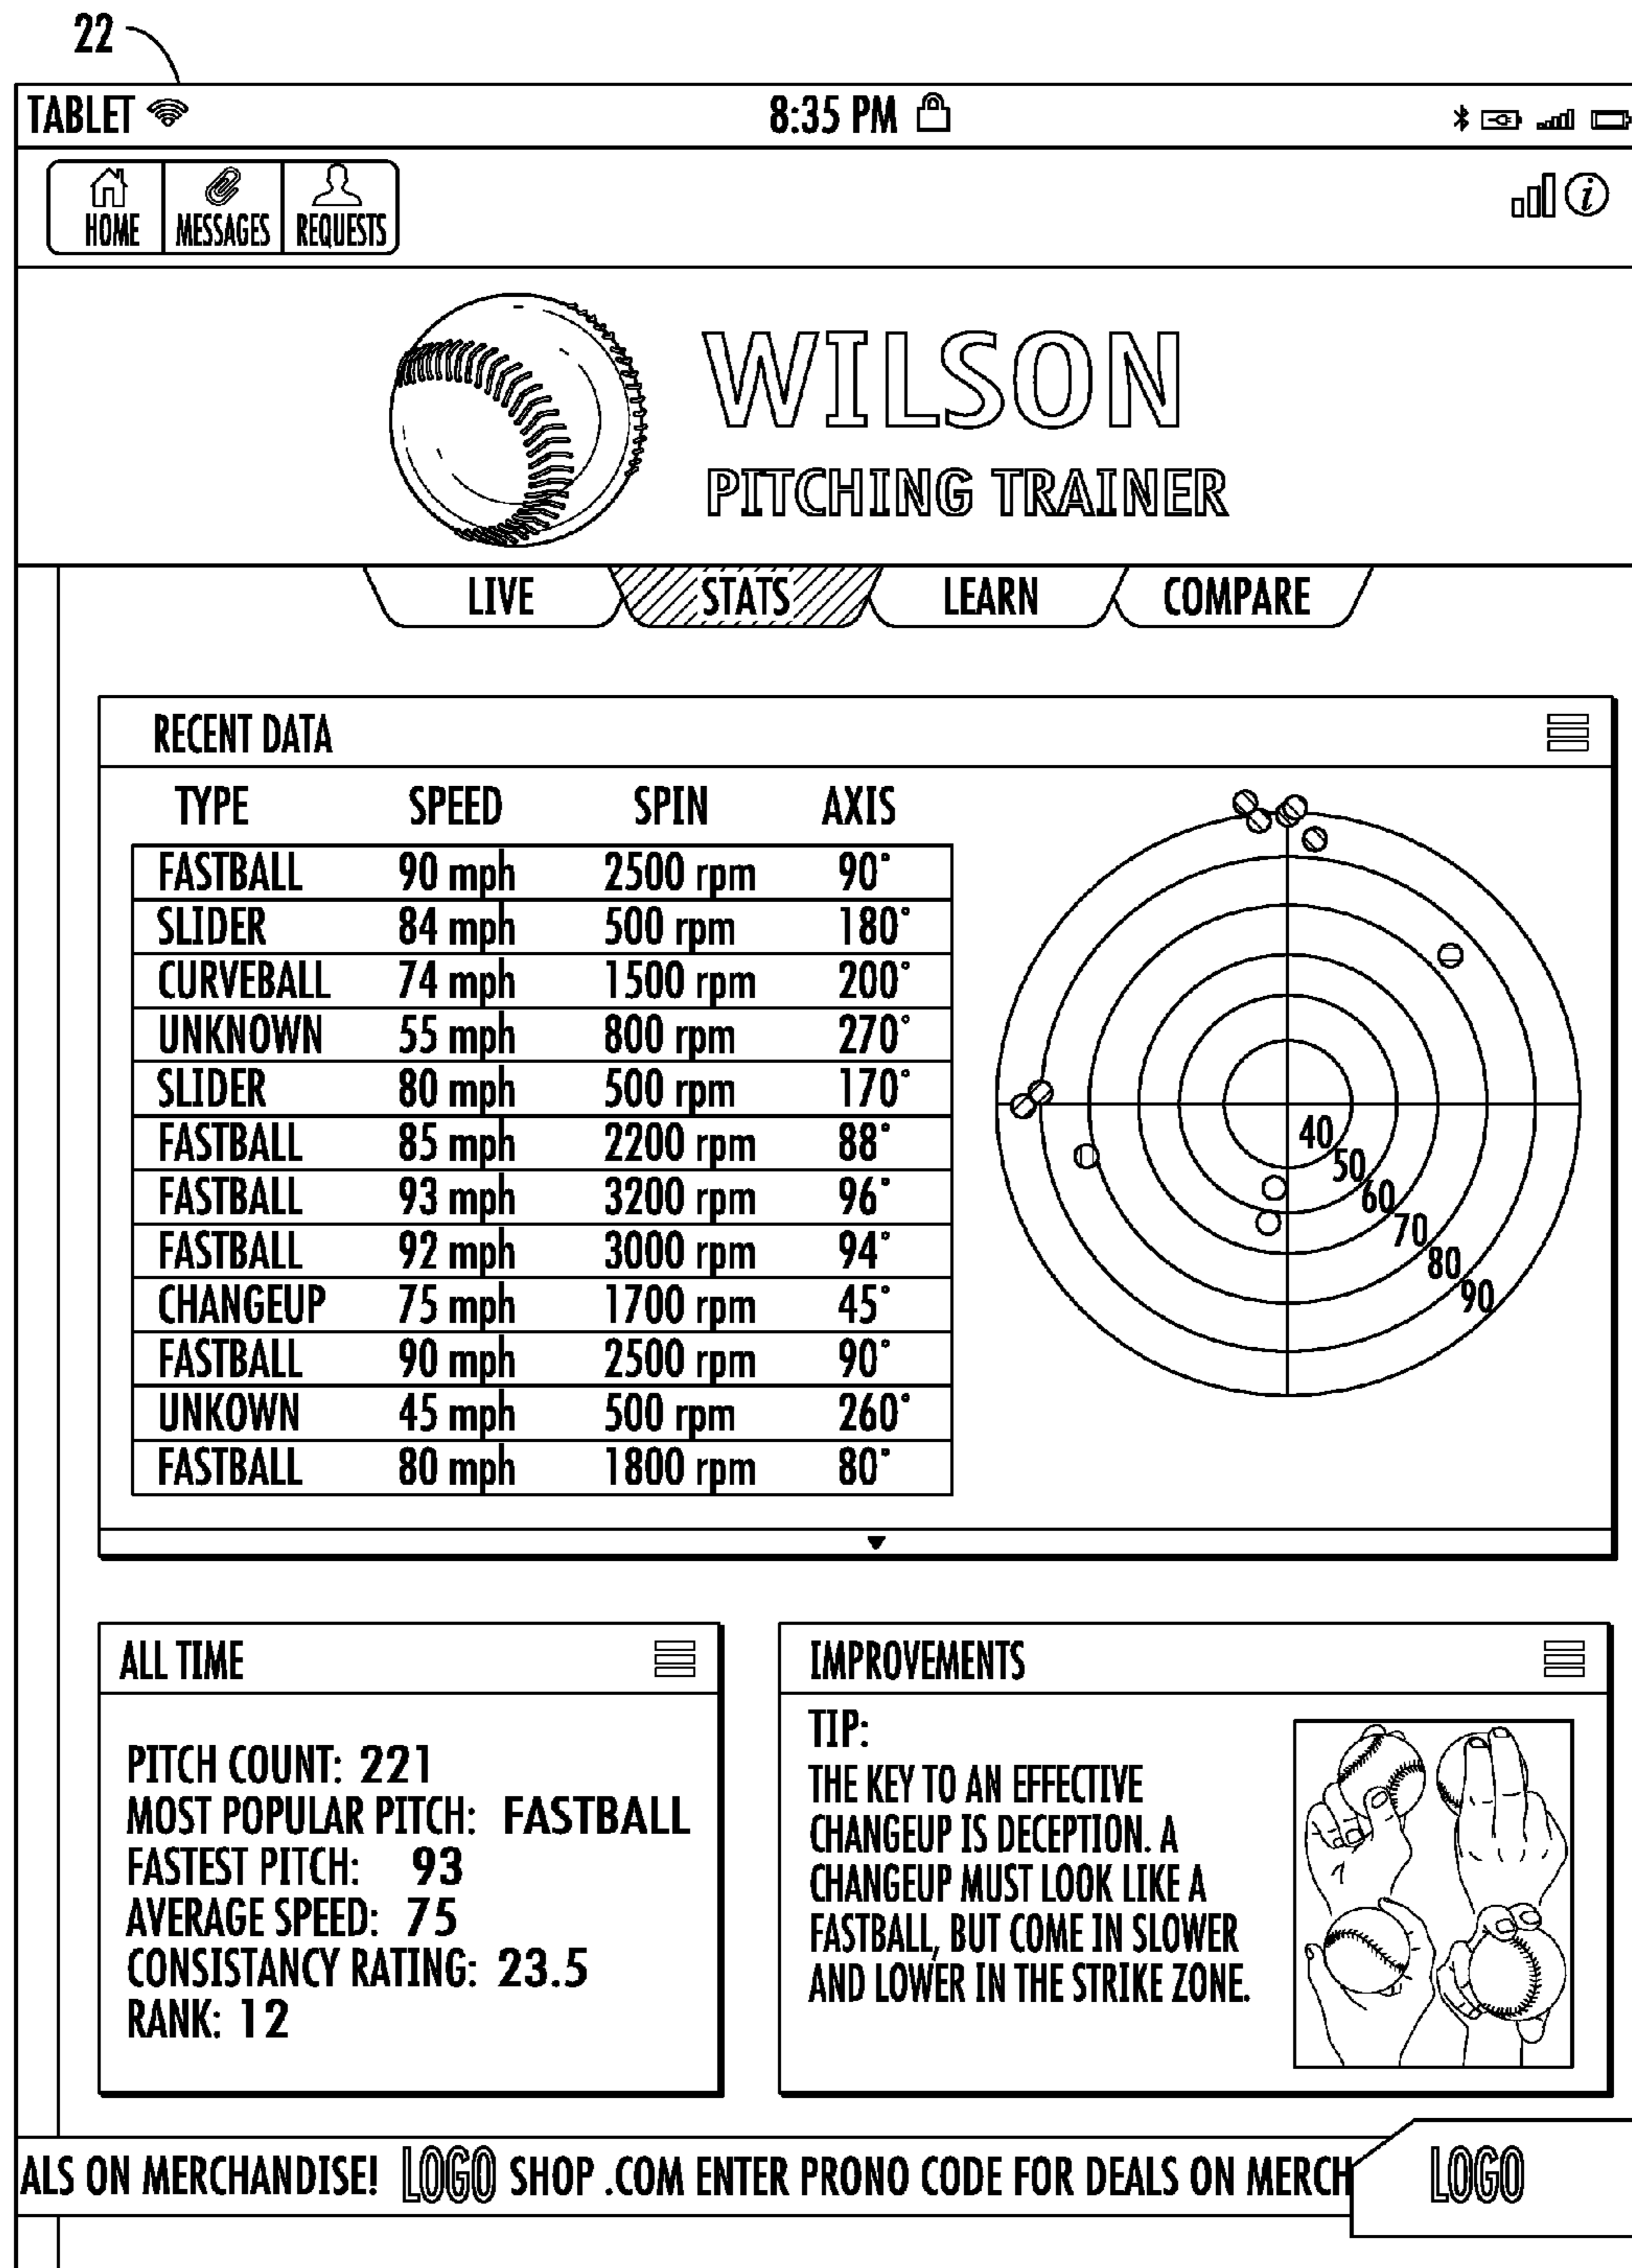 22
TABLET 8:35 PM
HOME MESSAGES REQUESTS i
WILSON
PITCHING TRAINER
LIVE STATS LEARN COMPARE
RECENT DATA
TYPE SPEED SPIN AXIS
FASTBALL 90 mph 2500 rpm 90°
SLIDER 84 mph 500 rpm 180°
CURVEBALL 74 mph 1500 rpm 200°
UNKNOWN 55 mph 800 rpm 270°
SLIDER 80 mph 500 rpm 170°
FASTBALL 85 mph 2200 rpm 88°
FASTBALL 93 mph 3200 rpm 96°
FASTBALL 92 mph 3000 rpm 94°
CHANGEUP 75 mph 1700 rpm 45°
FASTBALL 90 mph 2500 rpm 90°
UNKOWN 45 mph 500 rpm 260°
FASTBALL 80 mph 1800 rpm 80°
40
50
60
70
80
90
ALL TIME
PITCH COUNT: 221
MOST POPULAR PITCH: FASTBALL
FASTEST PITCH: 93
AVERAGE SPEED: 75
CONSISTANCY RATING: 23.5
RANK: 12
IMPROVEMENTS
TIP:
THE KEY TO AN EFFECTIVE
CHANGEUP IS DECEPTION. A
CHANGEUP MUST LOOK LIKE A
FASTBALL, BUT COME IN SLOWER
AND LOWER IN THE STRIKE ZONE.
ALS ON MERCHANDISE! LOGO SHOP .COM ENTER PRONO CODE FOR DEALS ON MERCH LOGO